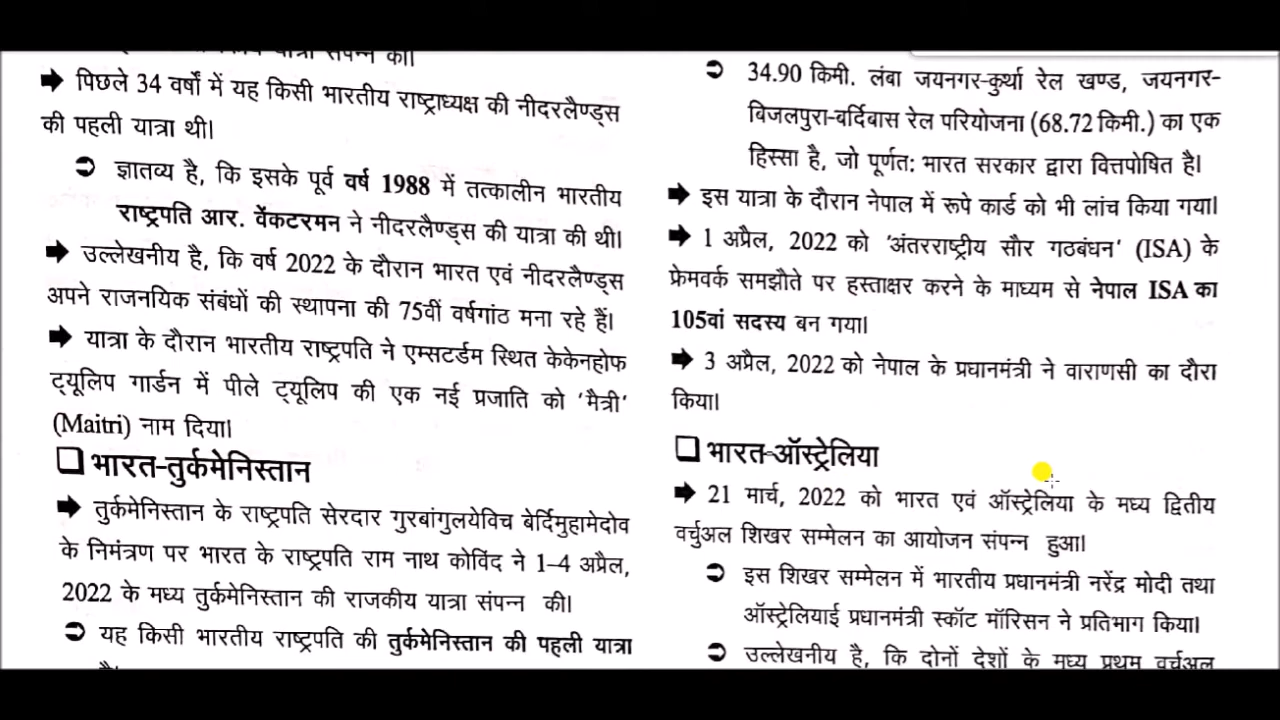 यात्रा संपन्न की।
➡ पिछले 34 वर्षों में यह किसी भारतीय राष्ट्राध्यक्ष की नीदरलैण्ड्स
की पहली यात्रा थी।
➲ ज्ञातव्य है, कि इसके पूर्व वर्ष 1988 में तत्कालीन भारतीय
राष्ट्रपति आर. वेंकटरमन ने नीदरलैण्ड्स की यात्रा की थी।
➡ उल्लेखनीय है, कि वर्ष 2022 के दौरान भारत एवं नीदरलैण्ड्स
अपने राजनयिक संबंधों की स्थापना की 75वीं वर्षगांठ मना रहे हैं।
➡ यात्रा के दौरान भारतीय राष्ट्रपति ने एम्सटर्डम स्थित केकेनहोफ
ट्यूलिप गार्डन में पीले ट्यूलिप की एक नई प्रजाति को 'मैत्री'
(Maitri) नाम दिया।
❑ भारत-तुर्कमेनिस्तान
➡ तुर्कमेनिस्तान के राष्ट्रपति सेरदार गुरबांगुलयेविच बेर्दिमुहामेदोव
के निमंत्रण पर भारत के राष्ट्रपति राम नाथ कोविंद ने 1–4 अप्रैल,
2022 के मध्य तुर्कमेनिस्तान की राजकीय यात्रा संपन्न की।
➲ यह किसी भारतीय राष्ट्रपति की तुर्कमेनिस्तान की पहली यात्रा
➲ 34.90 किमी. लंबा जयनगर-कुर्था रेल खण्ड, जयनगर-
बिजलपुरा-बर्दिबास रेल परियोजना (68.72 किमी.) का एक
हिस्सा है, जो पूर्णत: भारत सरकार द्वारा वित्तपोषित है।
➡ इस यात्रा के दौरान नेपाल में रूपे कार्ड को भी लांच किया गया।
➡ 1 अप्रैल, 2022 को 'अंतरराष्ट्रीय सौर गठबंधन' (ISA) के
फ्रेमवर्क समझौते पर हस्ताक्षर करने के माध्यम से नेपाल ISA का
105वां सदस्य बन गया।
➡ 3 अप्रैल, 2022 को नेपाल के प्रधानमंत्री ने वाराणसी का दौरा
किया।
❑ भारत-ऑस्ट्रेलिया
➡ 21 मार्च, 2022 को भारत एवं ऑस्ट्रेलिया के मध्य द्वितीय
वर्चुअल शिखर सम्मेलन का आयोजन संपन्न हुआ।
➲ इस शिखर सम्मेलन में भारतीय प्रधानमंत्री नरेंद्र मोदी तथा
ऑस्ट्रेलियाई प्रधानमंत्री स्कॉट मॉरिसन ने प्रतिभाग किया।
➲ उल्लेखनीय है, कि दोनों देशों के मध्य प्रथम वर्चुअल